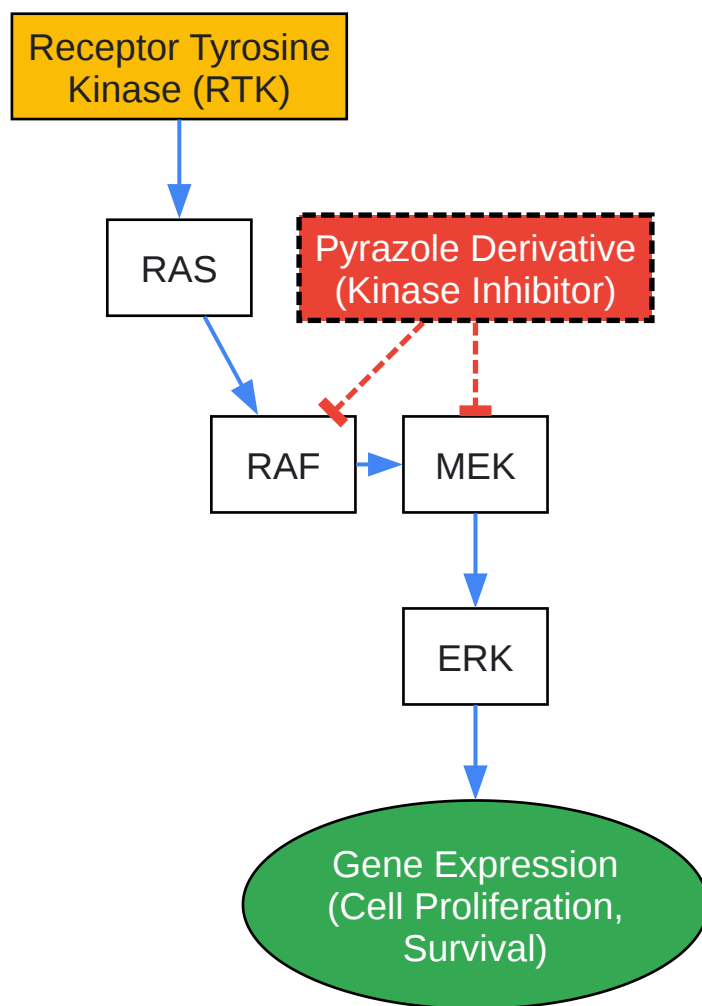 Receptor Tyrosine
Kinase (RTK)
RAS
Pyrazole Derivative
(Kinase Inhibitor)
RAF
MEK
ERK
Gene Expression
(Cell Proliferation,
Survival)